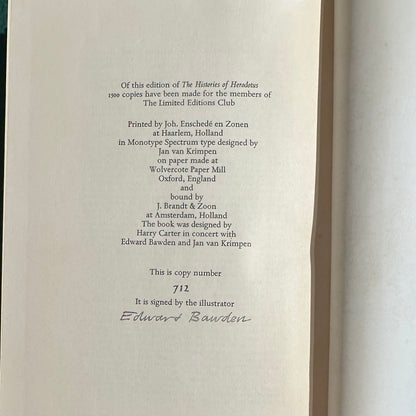 Of this edition of The Histories of Herodotus
1500 copies have been made for the members of
The Limited Editions Club
Printed by Joh. Enschedé en Zonen
at Haarlem, Holland
in Monotype Spectrum type designed by
Jan van Krimpen
on paper made at
Wolvercote Paper Mill
Oxford, England
and
bound by
J. Brandt & Zoon
at Amsterdam, Holland
The book was designed by
Harry Carter in concert with
Edward Bawden and Jan van Krimpen
This is copy number
712
It is signed by the illustrator
Edward Bawden